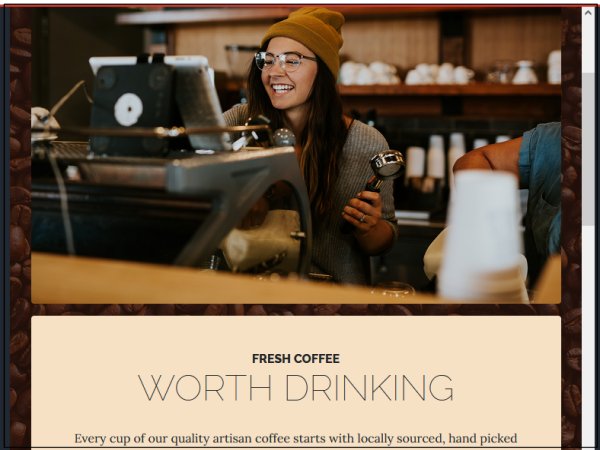 FRESH COFFEE
WORTH DRINKING
Every cup of our quality artisan coffee starts with locally sourced, hand picked